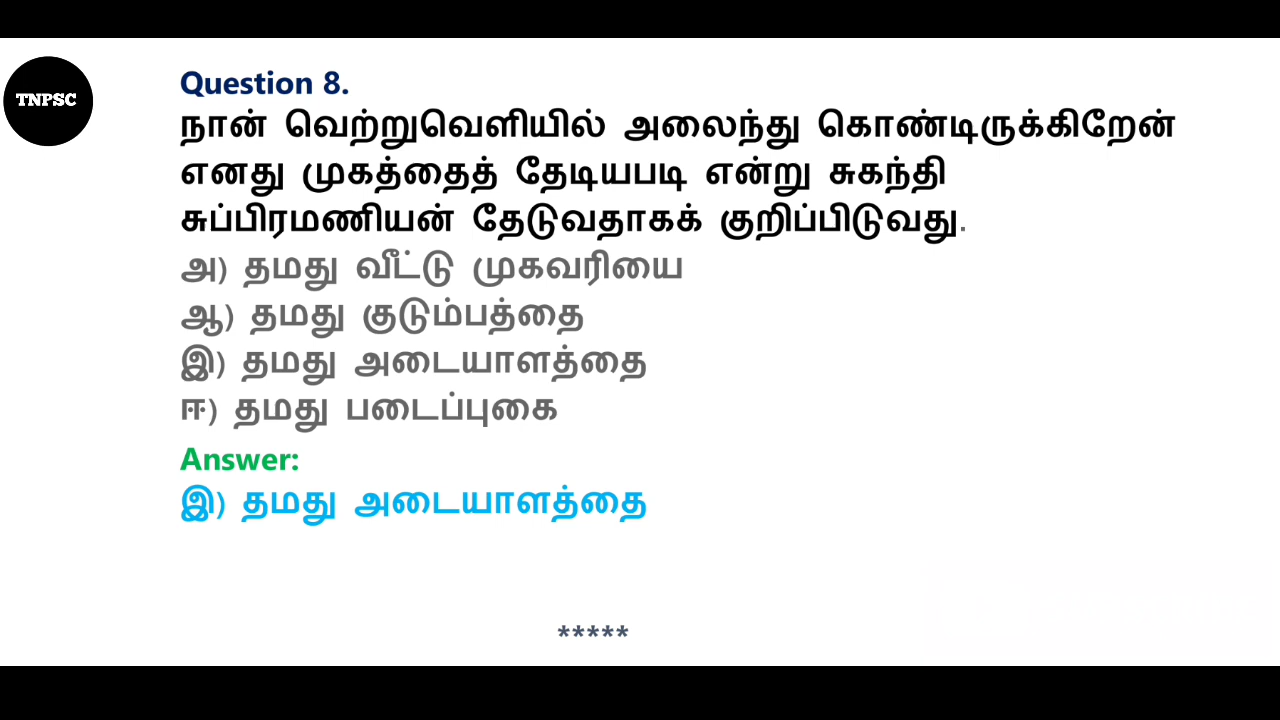 TNPSC
Question 8.
நான் வெற்றுவெளியில் அலைந்து கொண்டிருக்கிறேன்
எனது முகத்தைத் தேடியபடி என்று சுகந்தி
சுப்பிரமணியன் தேடுவதாகக் குறிப்பிடுவது.
அ) தமது வீட்டு முகவரியை
ஆ) தமது குடும்பத்தை
இ) தமது அடையாளத்தை
ஈ) தமது படைப்புகை
Answer:
இ) தமது அடையாளத்தை
*****